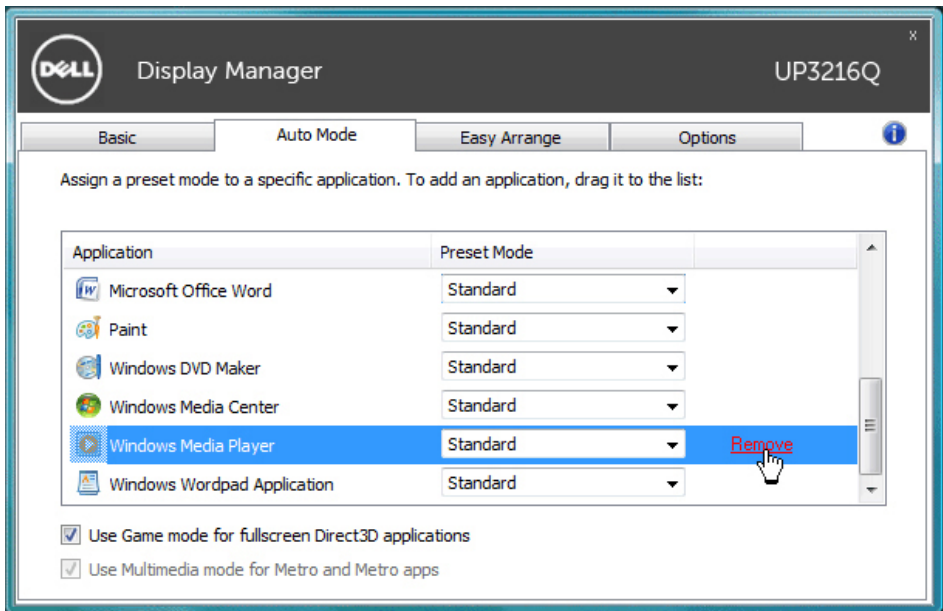 x
DELL Display Manager UP3216Q
Basic Auto Mode Easy Arrange Options
Assign a preset mode to a specific application. To add an application, drag it to the list:
Application Preset Mode
Microsoft Office Word Standard
Paint Standard
Windows DVD Maker Standard
Windows Media Center Standard
Windows Media Player Standard Remove
Windows Wordpad Application Standard
Use Game mode for fullscreen Direct3D applications
Use Multimedia mode for Metro and Metro apps